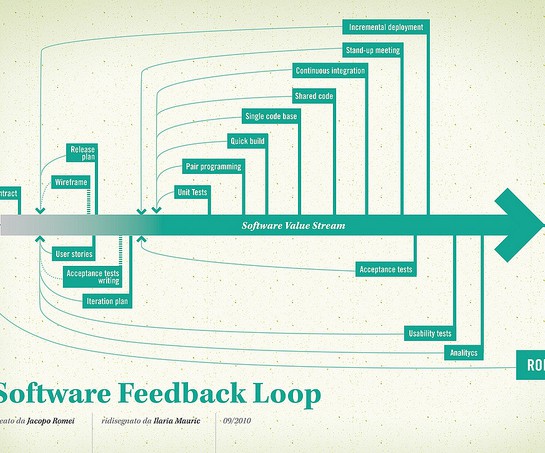 Incremental deployment
Stand-up meeting
Continuous integration
Shared code
Single code base
Quick build
Release
plan
Pair programming
Wireframe
Unit Tests
ntract
Software Value Stream
User stories
Acceptance tests
Acceptance tests
writing
Iteration plan
Usability tests
Analitycs
ROI
Software Feedback Loop
eato da Jacopo Romei
ridisegnato da Ilaria Mauric
09/2010